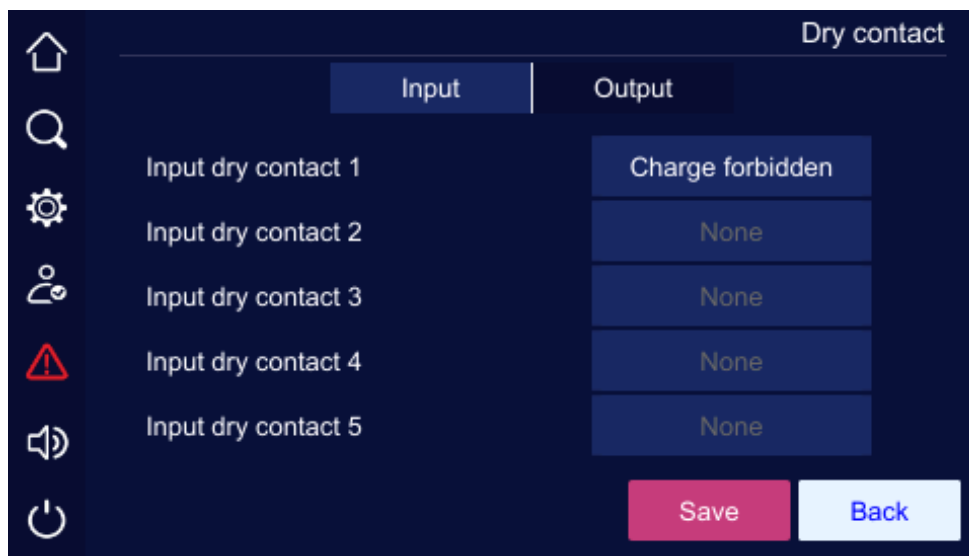 Dry contact
Input Output
Input dry contact 1 Charge forbidden
Input dry contact 2 None
Input dry contact 3 None
Input dry contact 4 None
Input dry contact 5 None
Save Back